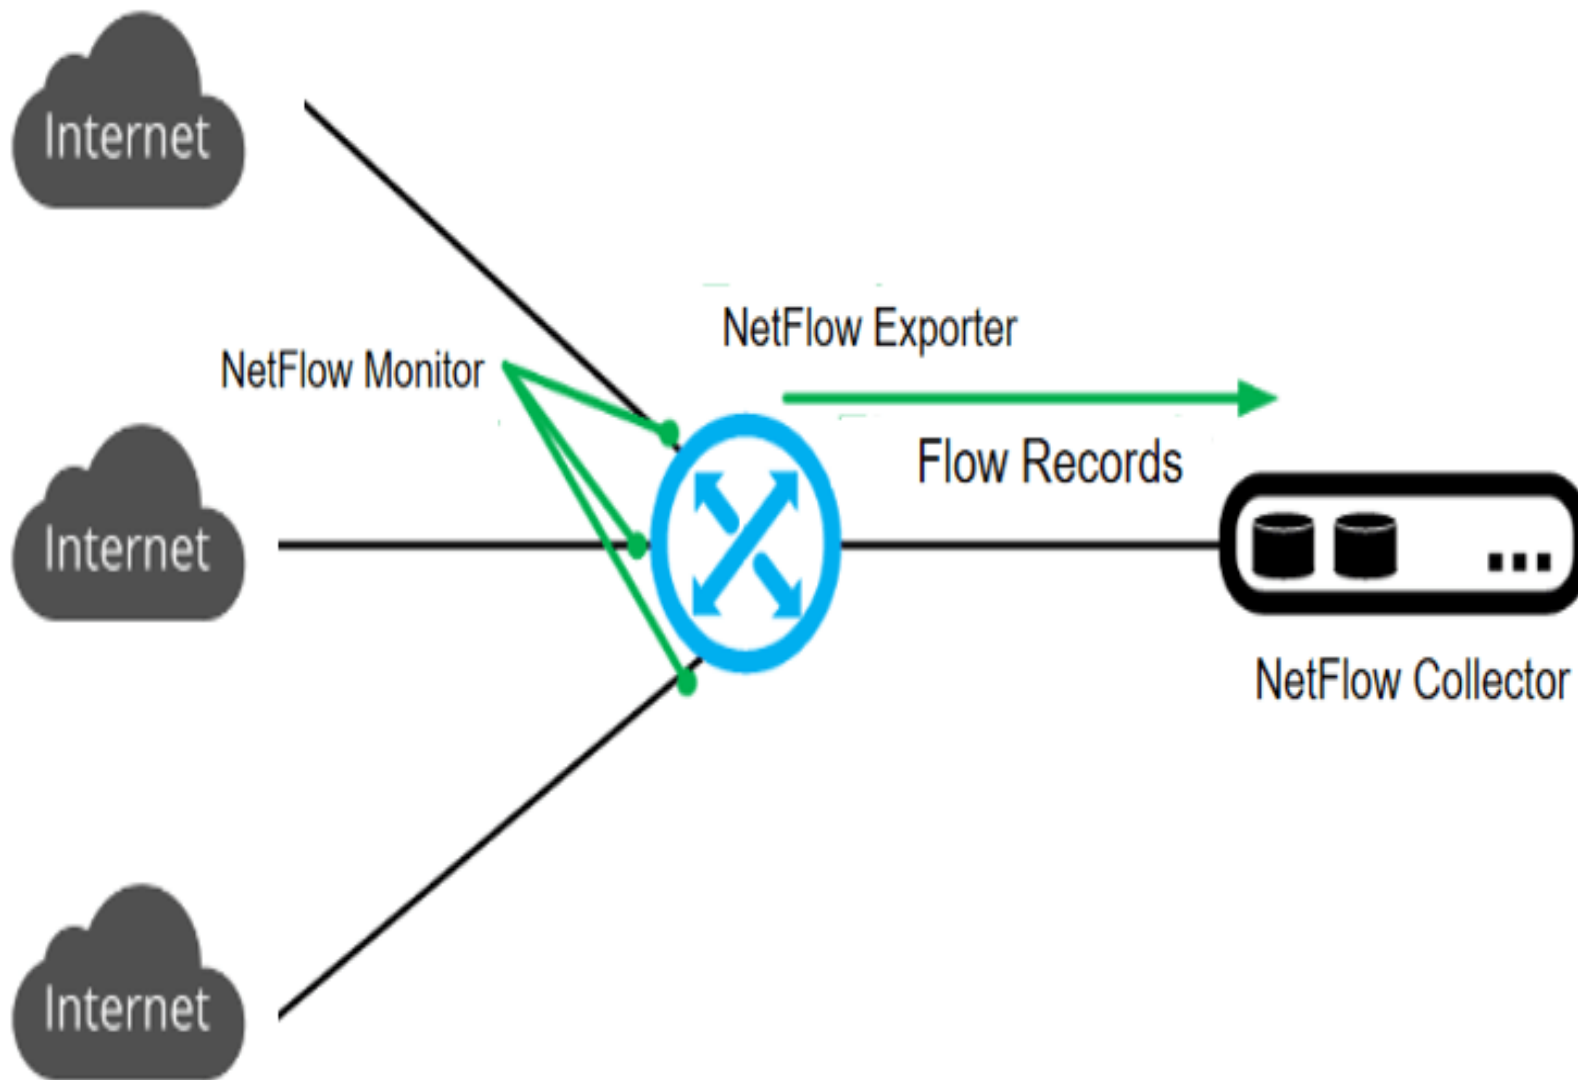 Internet
NetFlow Exporter
NetFlow Monitor
Flow Records
Internet
NetFlow Collector
Internet